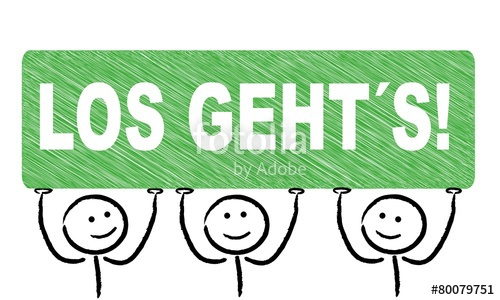 LOS GEHT´S!
fotolia
by Adobe
#80079751